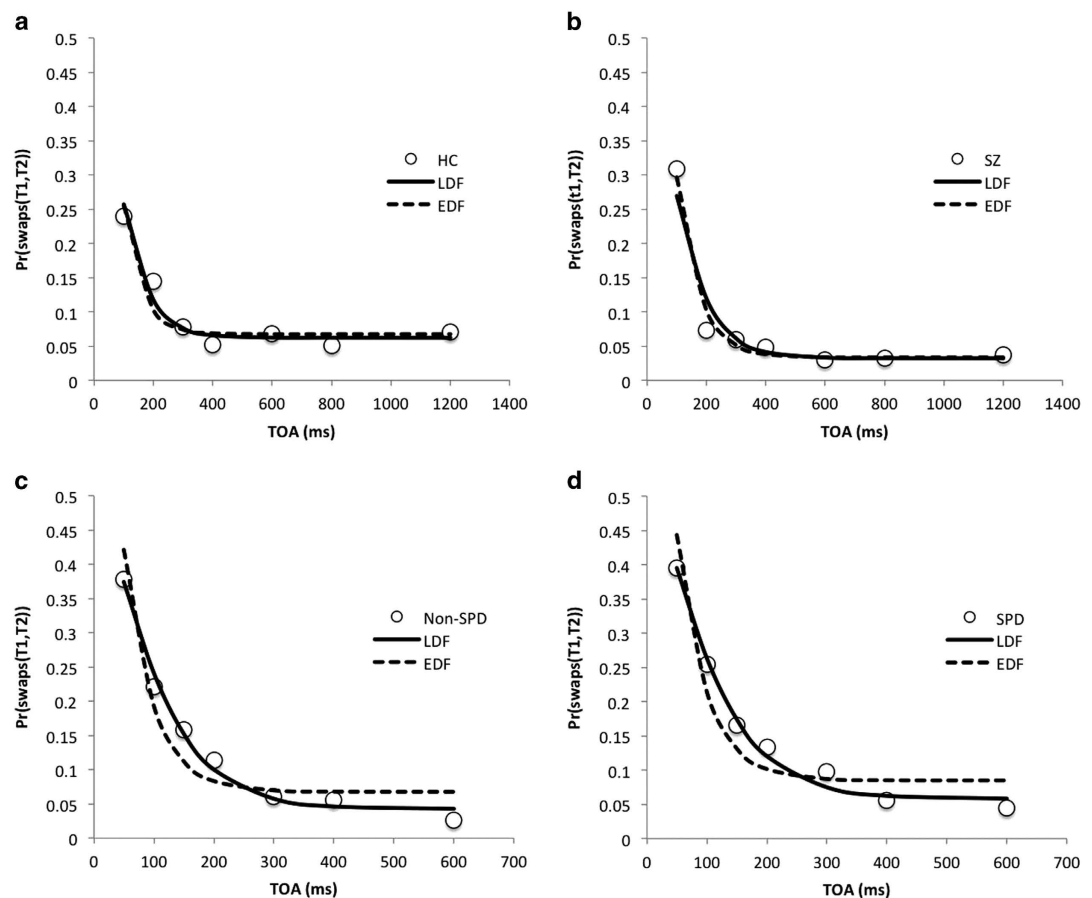 a
0.5
0.45
0.4
0.35
0.3
0.25
0.2
0.15
0.1
0.05
0
Pr(swaps(T1,T2))
HC
LDF
EDF
0 200 400 600 800 1000 1200 1400
TOA (ms)
b
0.5
0.45
0.4
0.35
0.3
0.25
0.2
0.15
0.1
0.05
0
Pr(swaps(t1,T2))
SZ
LDF
EDF
0 200 400 600 800 1000 1200 1400
TOA (ms)
c
0.5
0.45
0.4
0.35
0.3
0.25
0.2
0.15
0.1
0.05
0
Pr(swaps(T1,T2))
Non-SPD
LDF
EDF
0 100 200 300 400 500 600 700
TOA (ms)
d
0.5
0.45
0.4
0.35
0.3
0.25
0.2
0.15
0.1
0.05
0
Pr(swaps(T1,T2))
SPD
LDF
EDF
0 100 200 300 400 500 600 700
TOA (ms)